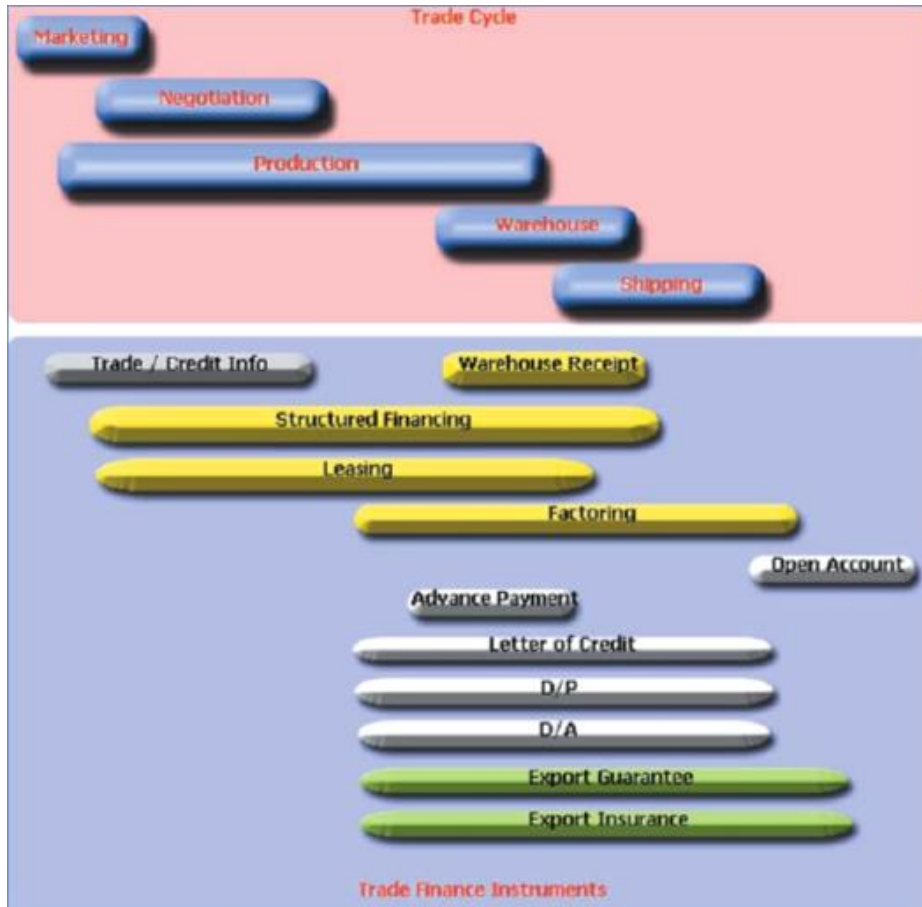 Trade Cycle
Marketing
Negotiation
Production
Warehouse
Shipping
Trade / Credit Info
Warehouse Receipt
Structured Financing
Leasing
Factoring
Open Account
Advance Payment
Letter of Credit
D/P
D/A
Export Guarantee
Export Insurance
Trade Finance Instruments